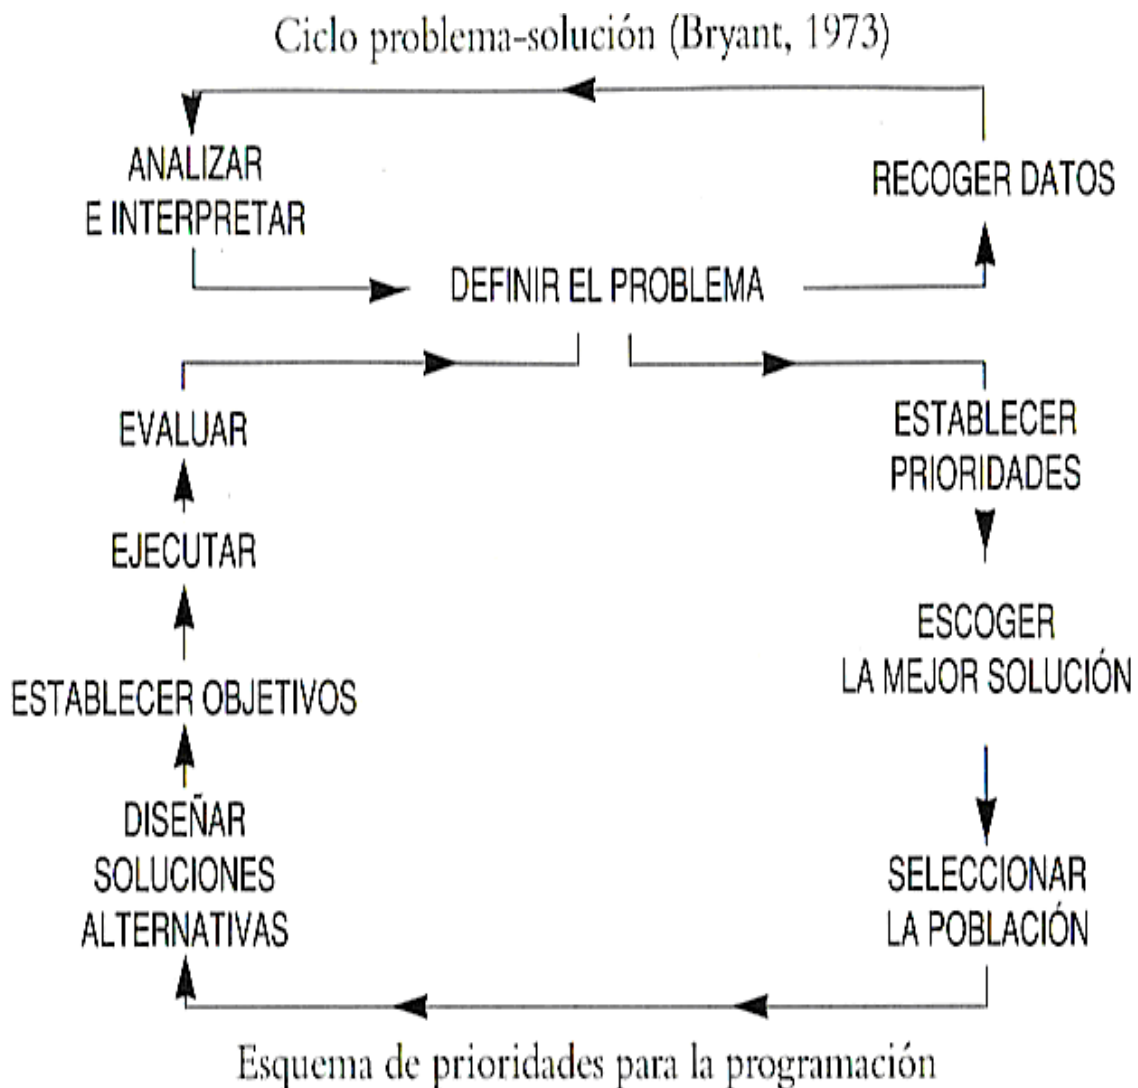 Ciclo problema-solución (Bryant, 1973)
ANALIZAR
E INTERPRETAR
RECOGER DATOS
DEFINIR EL PROBLEMA
EVALUAR
EJECUTAR
ESTABLECER OBJETIVOS
DISEÑAR
SOLUCIONES
ALTERNATIVAS
ESTABLECER
PRIORIDADES
ESCOGER
LA MEJOR SOLUCIÓN
SELECCIONAR
LA POBLACIÓN
Esquema de prioridades para la programación